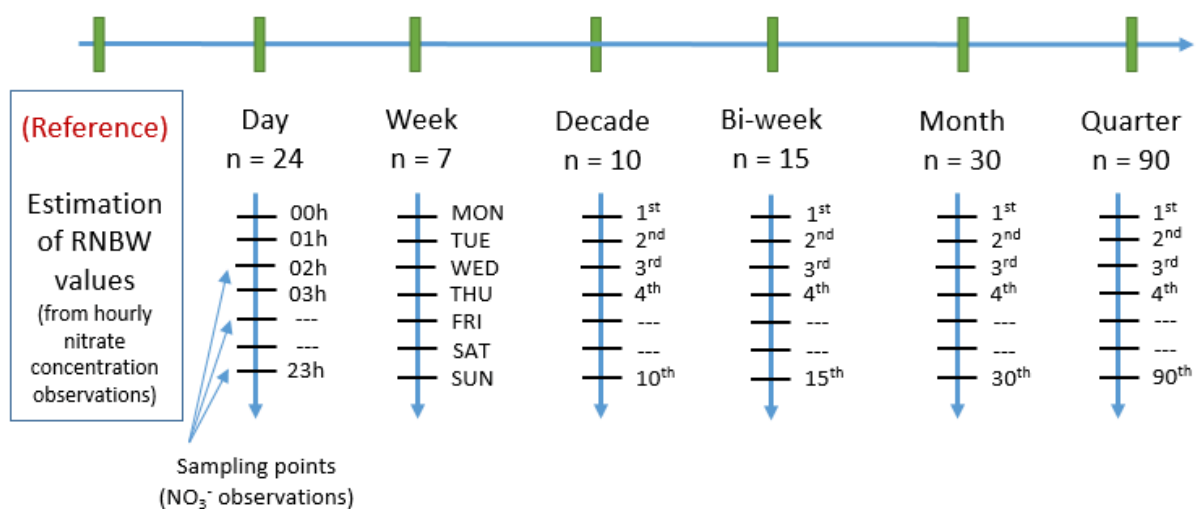 (Reference)
Estimation
of RNBW
values
(from hourly
nitrate
concentration
observations)
Day
n = 24
00h
01h
02h
03h
---
---
23h
Sampling points
(NO₃⁻ observations)
Week
n = 7
MON
TUE
WED
THU
FRI
SAT
SUN
Decade
n = 10
1st
2nd
3rd
4th
---
---
10th
Bi-week
n = 15
1st
2nd
3rd
4th
---
---
15th
Month
n = 30
1st
2nd
3rd
4th
---
---
30th
Quarter
n = 90
1st
2nd
3rd
4th
---
---
90th